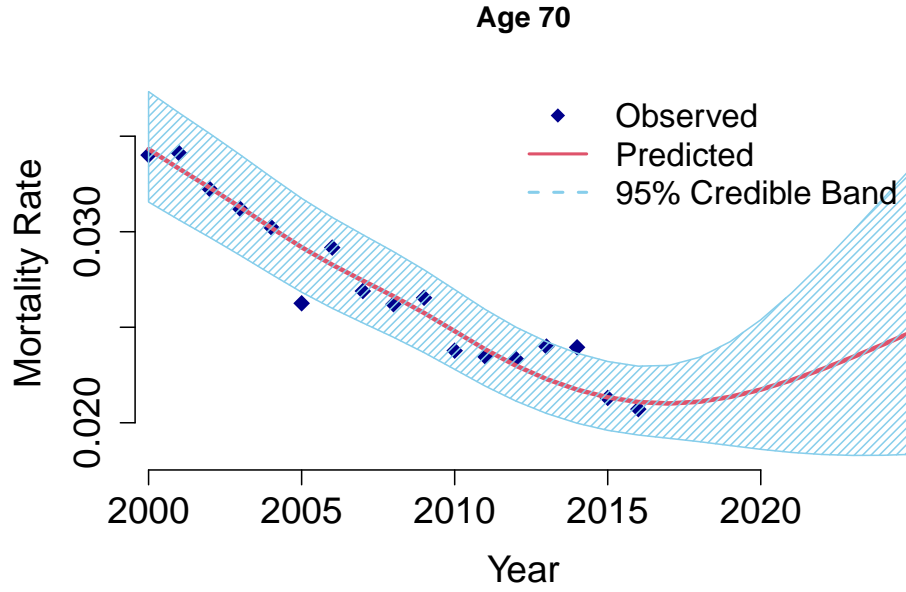 Age 70
Observed
Predicted
95% Credible Band
Mortality Rate
0.030
0.020
2000 2005 2010 2015 2020
Year